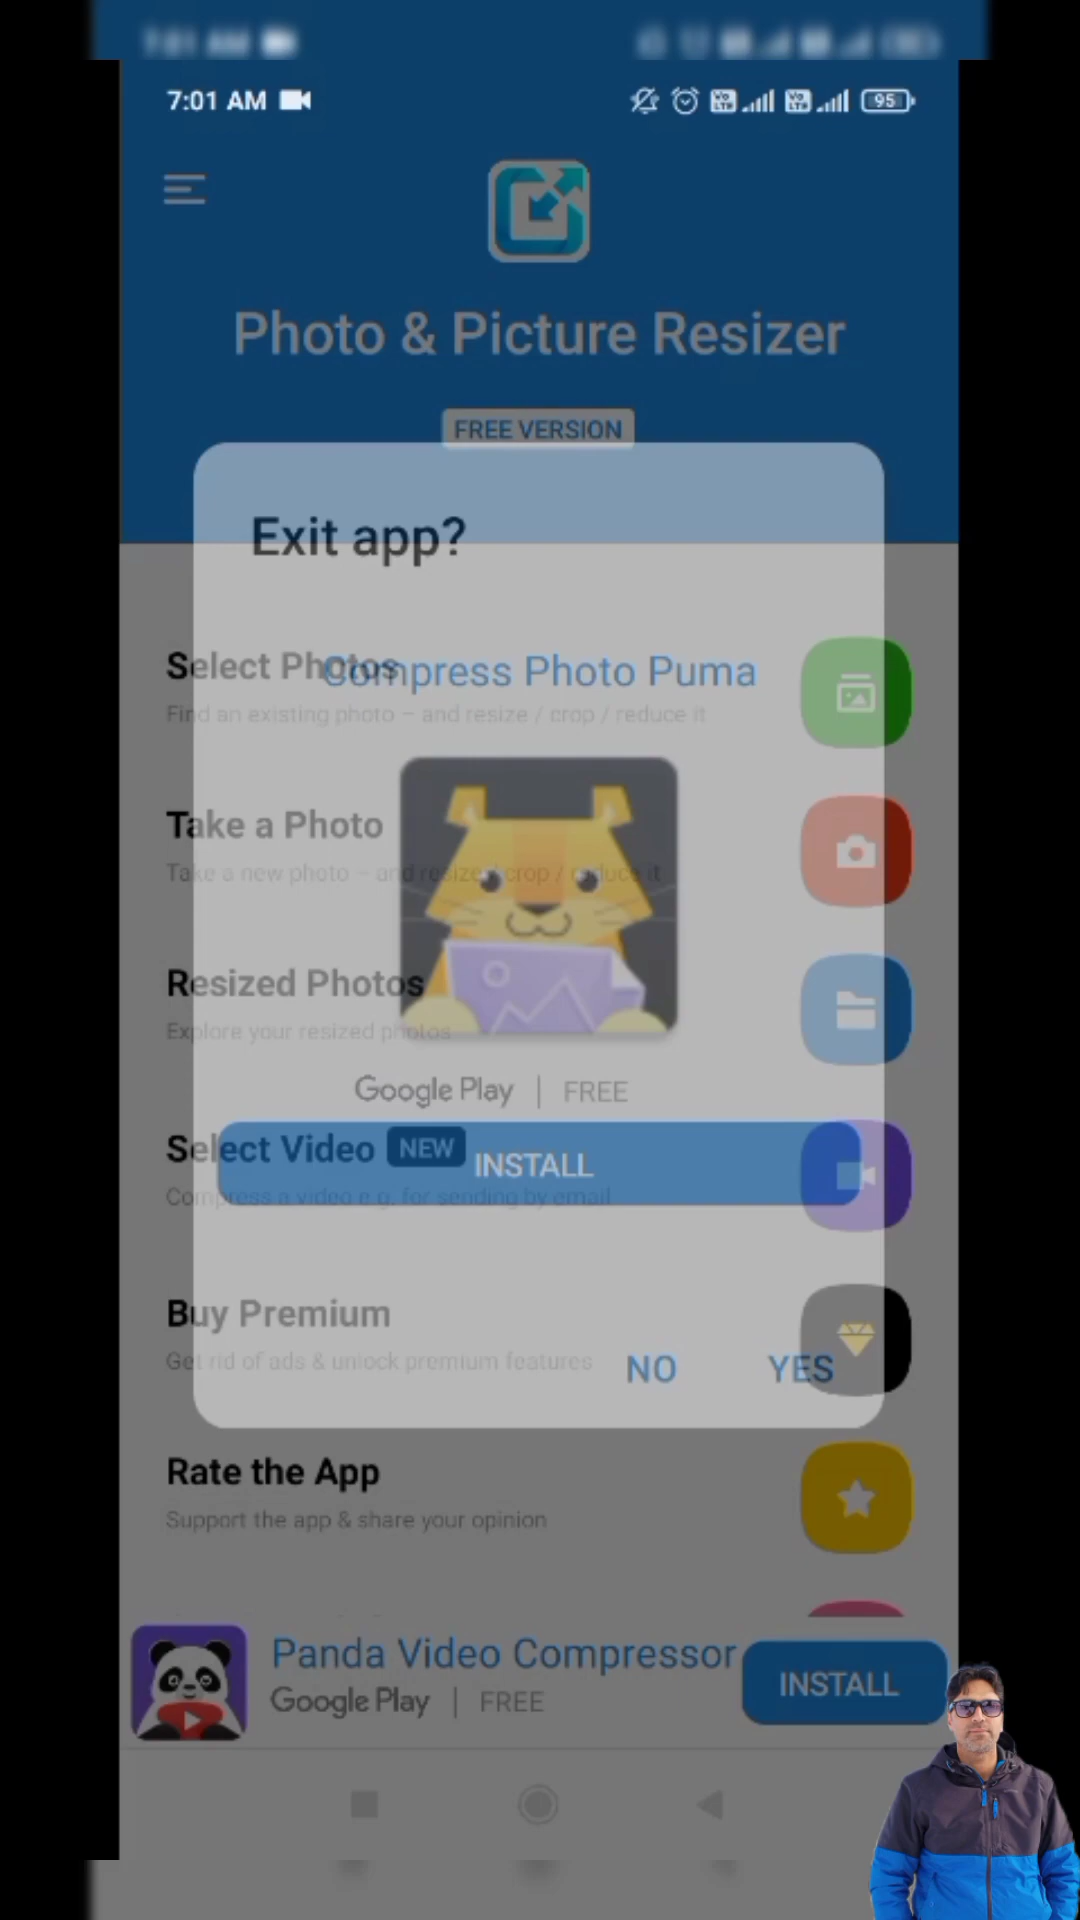 7:01 AM
95
Photo & Picture Resizer
FREE VERSION
Exit app?
Select Photos
Compress Photo Puma
Find an existing photo – and resize / crop / reduce it
Take a Photo
Take a new photo – and resize / crop / reduce it
Resized Photos
Explore your resized photos
Google Play | FREE
Select Video NEW
INSTALL
Compress a video e.g. for sending by email
Buy Premium
Get rid of ads & unlock premium features
NO YES
Rate the App
Support the app & share your opinion
Panda Video Compressor
Google Play | FREE
INSTALL